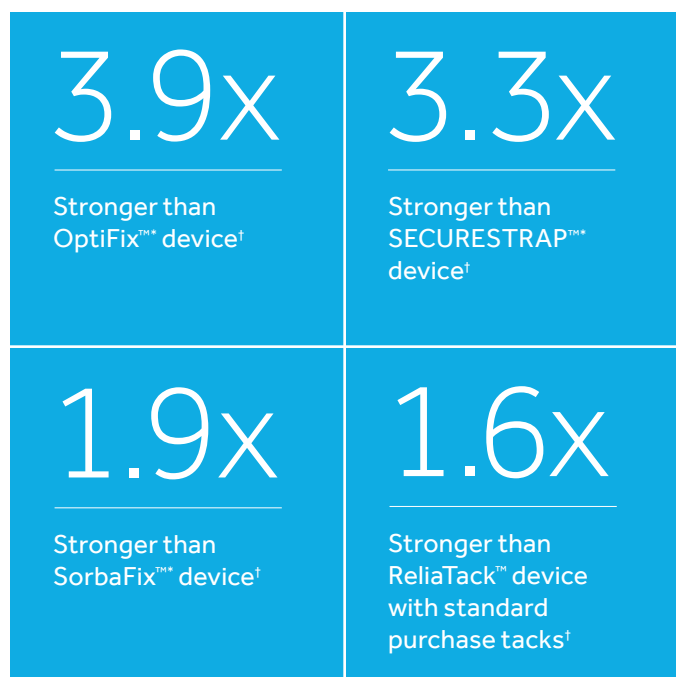 3.9x
Stronger than
OptiFix™* device†
3.3x
Stronger than
SECURESTRAP™*
device†
1.9x
Stronger than
SorbaFix™* device†
1.6x
Stronger than
ReliaTack™ device
with standard
purchase tacks†